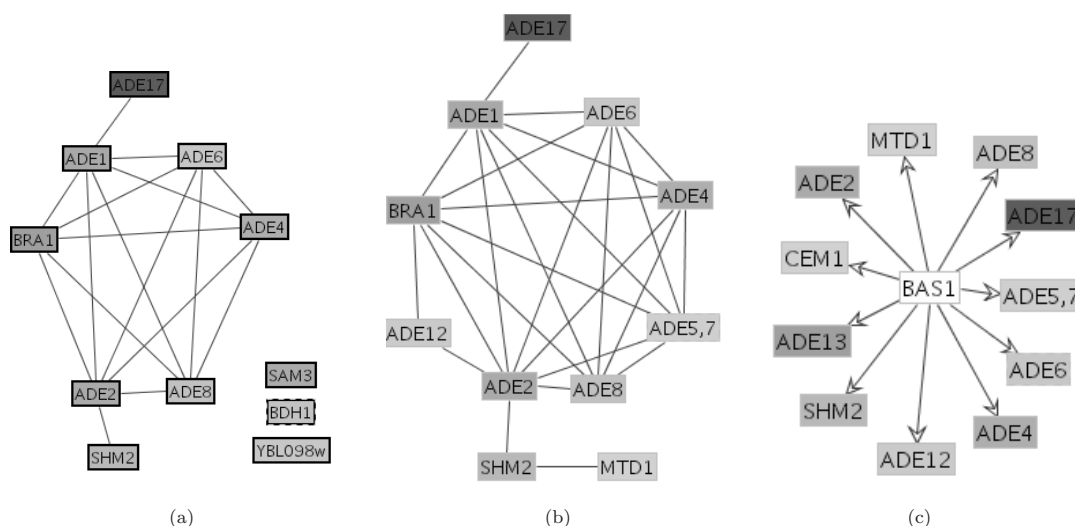 ADE17
ADE1
ADE6
BRA1
ADE4
ADE2
ADE8
SHM2
SAM3
BDH1
YBL098w
(a)
ADE17
ADE1
ADE6
BRA1
ADE4
ADE12
ADE5,7
ADE2
ADE8
SHM2
MTD1
(b)
MTD1
ADE8
ADE2
ADE17
CEM1
BAS1
ADE5,7
ADE13
ADE6
SHM2
ADE4
ADE12
(c)